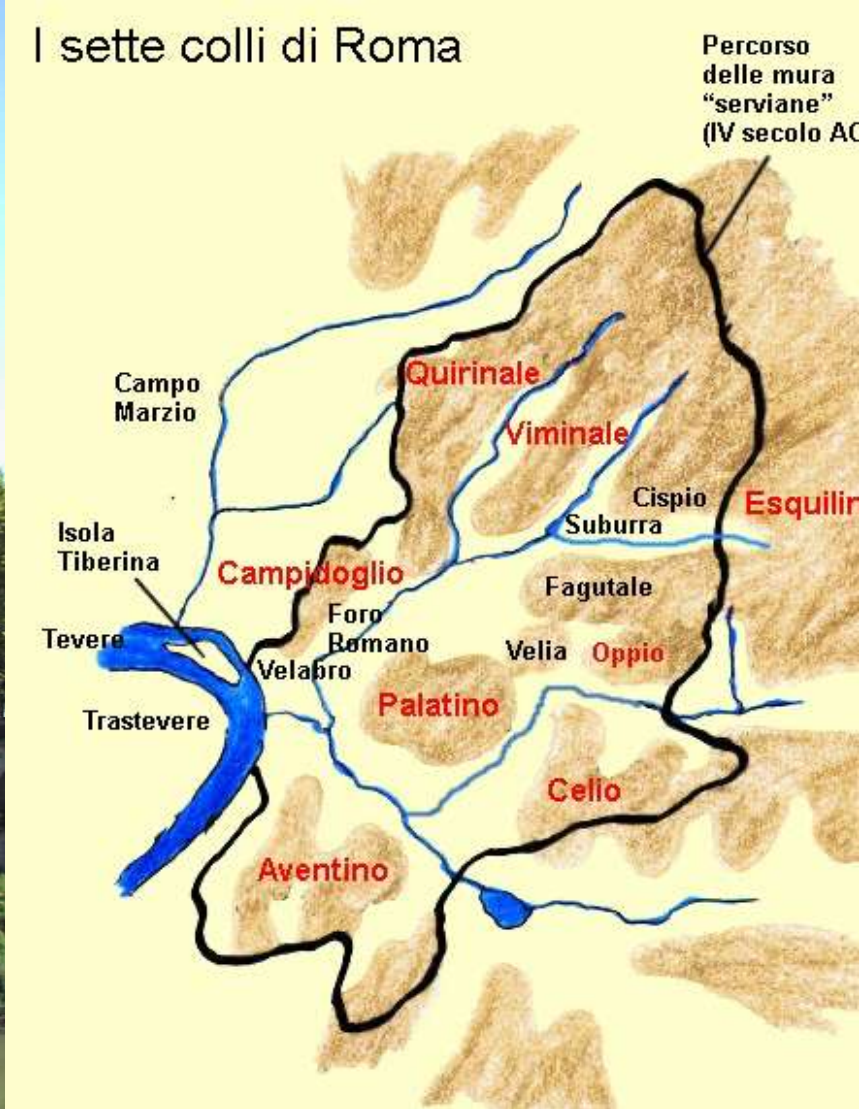 I sette colli di Roma
Percorso
delle mura
“serviane”
(IV secolo AC
Quirinale
Campo
Marzio
Viminale
Cispio
Esquilin
Suburra
Isola
Tiberina
Campidoglio
Fagutale
Foro
Romano
Tevere
Velia
Oppio
Velabro
Palatino
Trastevere
Celio
Aventino